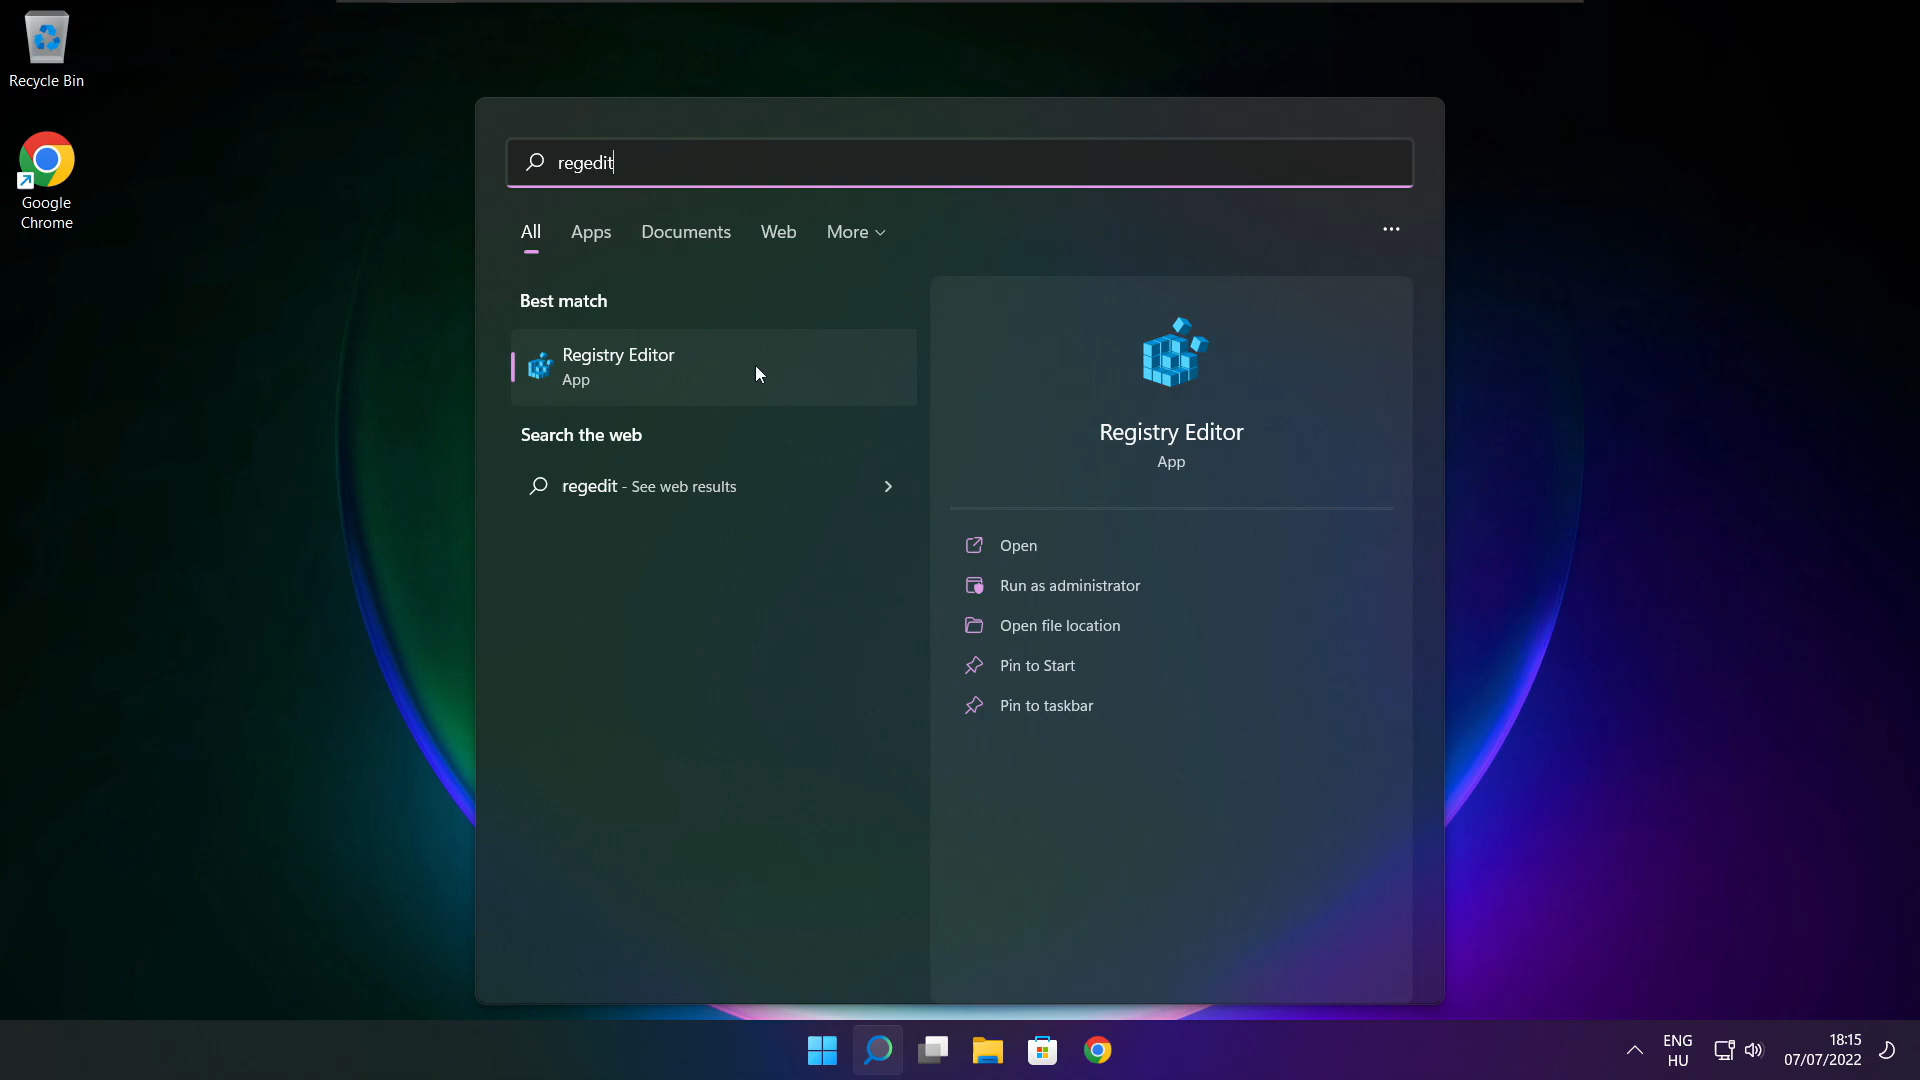 Recycle Bin
Google
Chrome
regedit
All Apps Documents Web More
Best match
Registry Editor
App
Search the web
regedit - See web results
Registry Editor
App
Open
Run as administrator
Open file location
Pin to Start
Pin to taskbar
ENG
HU
18:15
07/07/2022